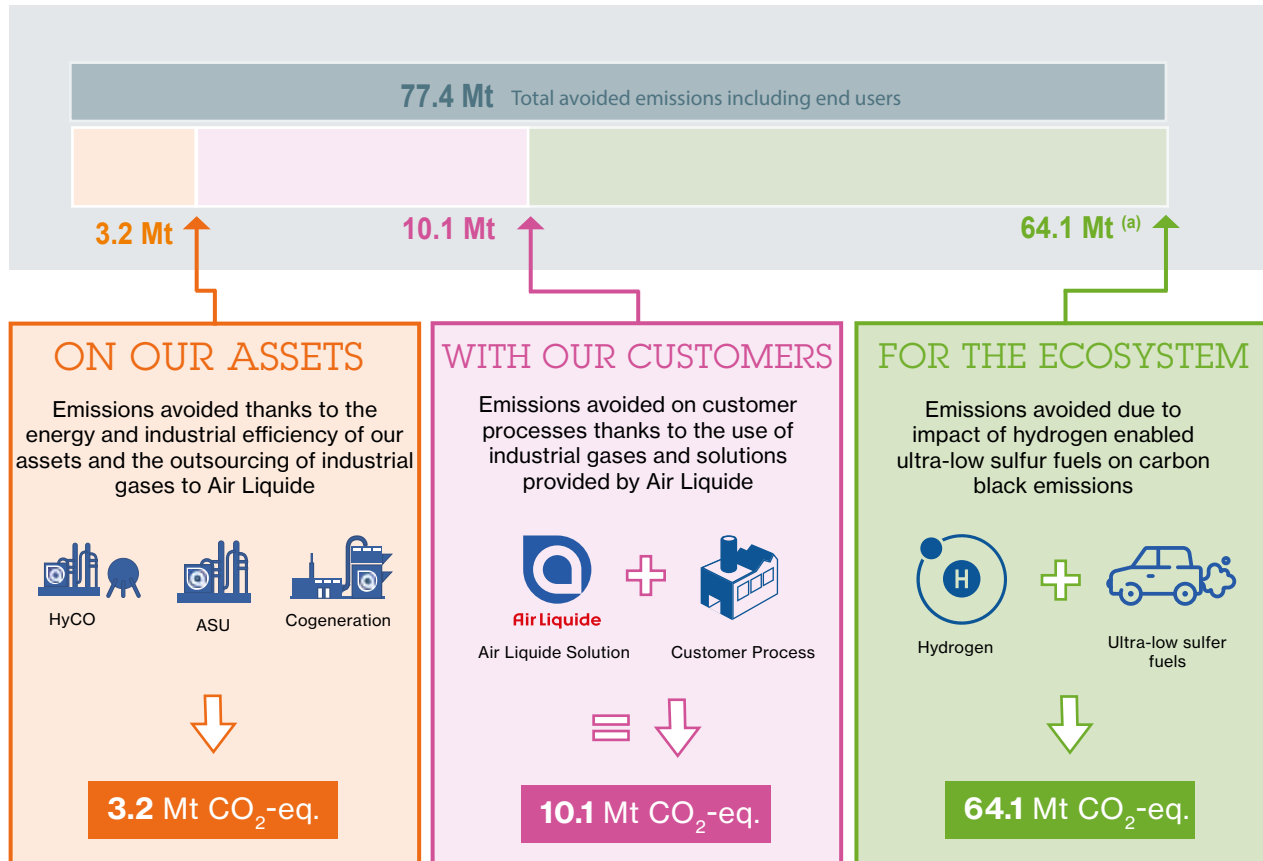 77.4 Mt Total avoided emissions including end users
3.2 Mt
10.1 Mt
64.1 Mt (a)
ON OUR ASSETS
Emissions avoided thanks to the
energy and industrial efficiency of our
assets and the outsourcing of industrial
gases to Air Liquide
HyCO
ASU
Cogeneration
3.2 Mt CO2-eq.
WITH OUR CUSTOMERS
Emissions avoided on customer
processes thanks to the use of
industrial gases and solutions
provided by Air Liquide
+
Air Liquide
Air Liquide Solution
Customer Process
=
10.1 Mt CO2-eq.
FOR THE ECOSYSTEM
Emissions avoided due to
impact of hydrogen enabled
ultra-low sulfur fuels on carbon
black emissions
H
+
Hydrogen
Ultra-low sulfer
fuels
64.1 Mt CO2-eq.